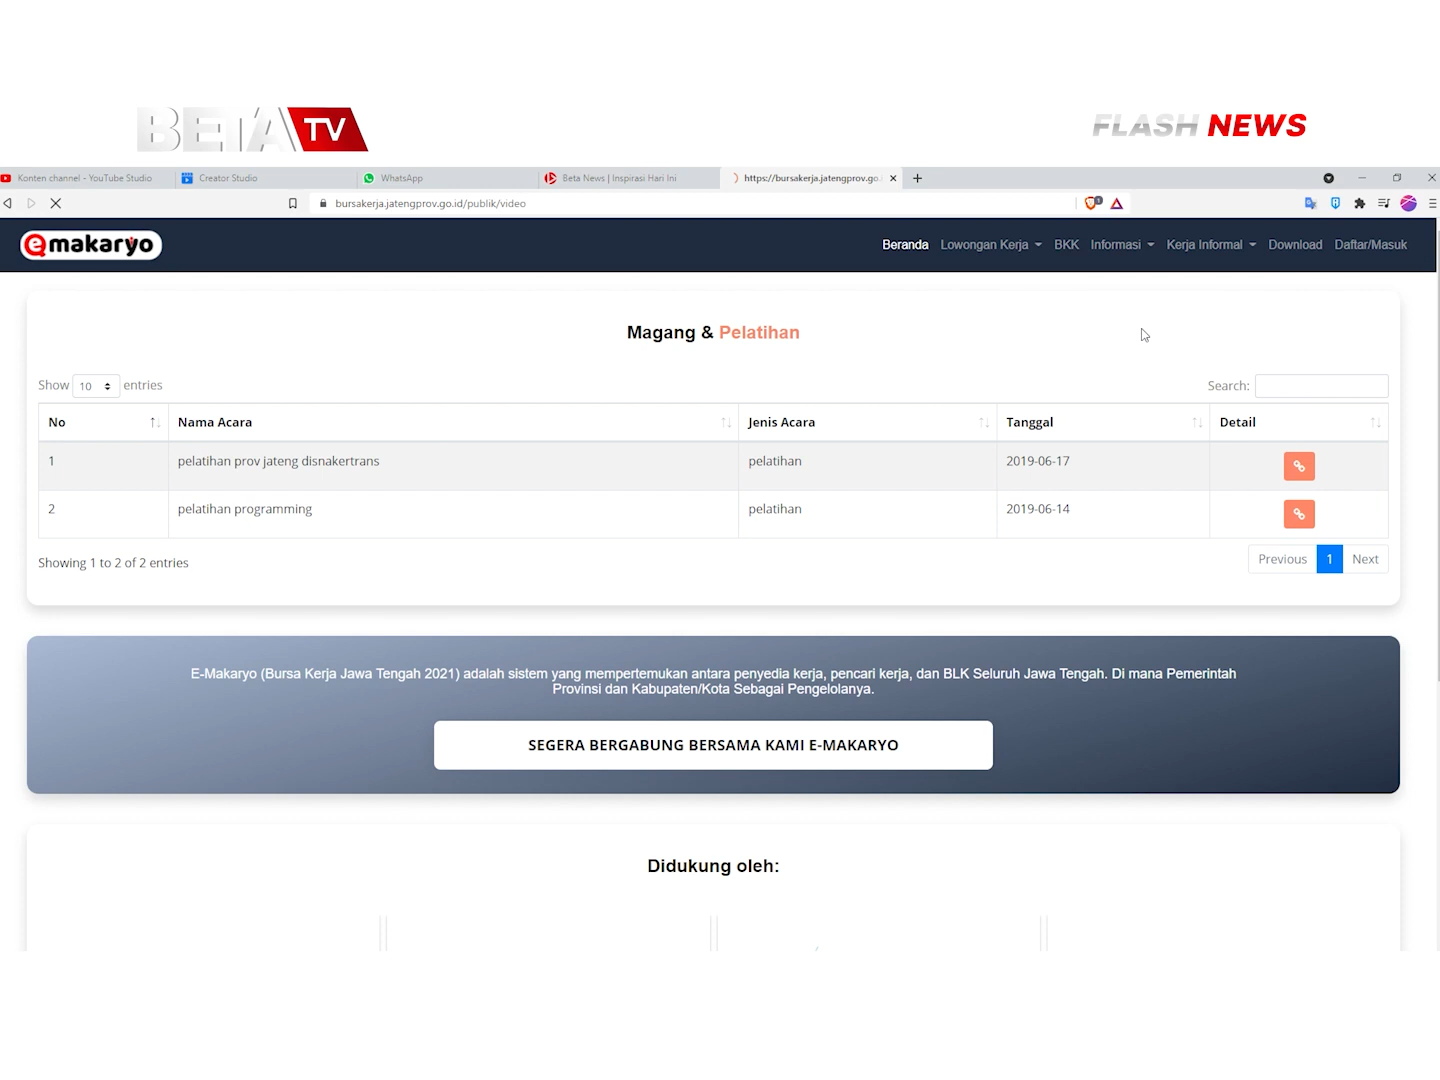 BETA TV
FLASH NEWS
Konten channel - YouTube Studio
Creator Studio
WhatsApp
Beta News | Inspirasi Hari Ini
https://bursakerja.jatengprov.go.
bursakerja.jatengprov.go.id/publik/video
emakaryo
Beranda Lowongan Kerja BKK Informasi Kerja Informal Download Daftar/Masuk
Magang & Pelatihan
Show 10 entries
Search:
No Nama Acara Jenis Acara Tanggal Detail
1 pelatihan prov jateng disnakertrans pelatihan 2019-06-17
2 pelatihan programming pelatihan 2019-06-14
Showing 1 to 2 of 2 entries
Previous 1 Next
E-Makaryo (Bursa Kerja Jawa Tengah 2021) adalah sistem yang mempertemukan antara penyedia kerja, pencari kerja, dan BLK Seluruh Jawa Tengah. Di mana Pemerintah
Provinsi dan Kabupaten/Kota Sebagai Pengelolanya.
SEGERA BERGABUNG BERSAMA KAMI E-MAKARYO
Didukung oleh: